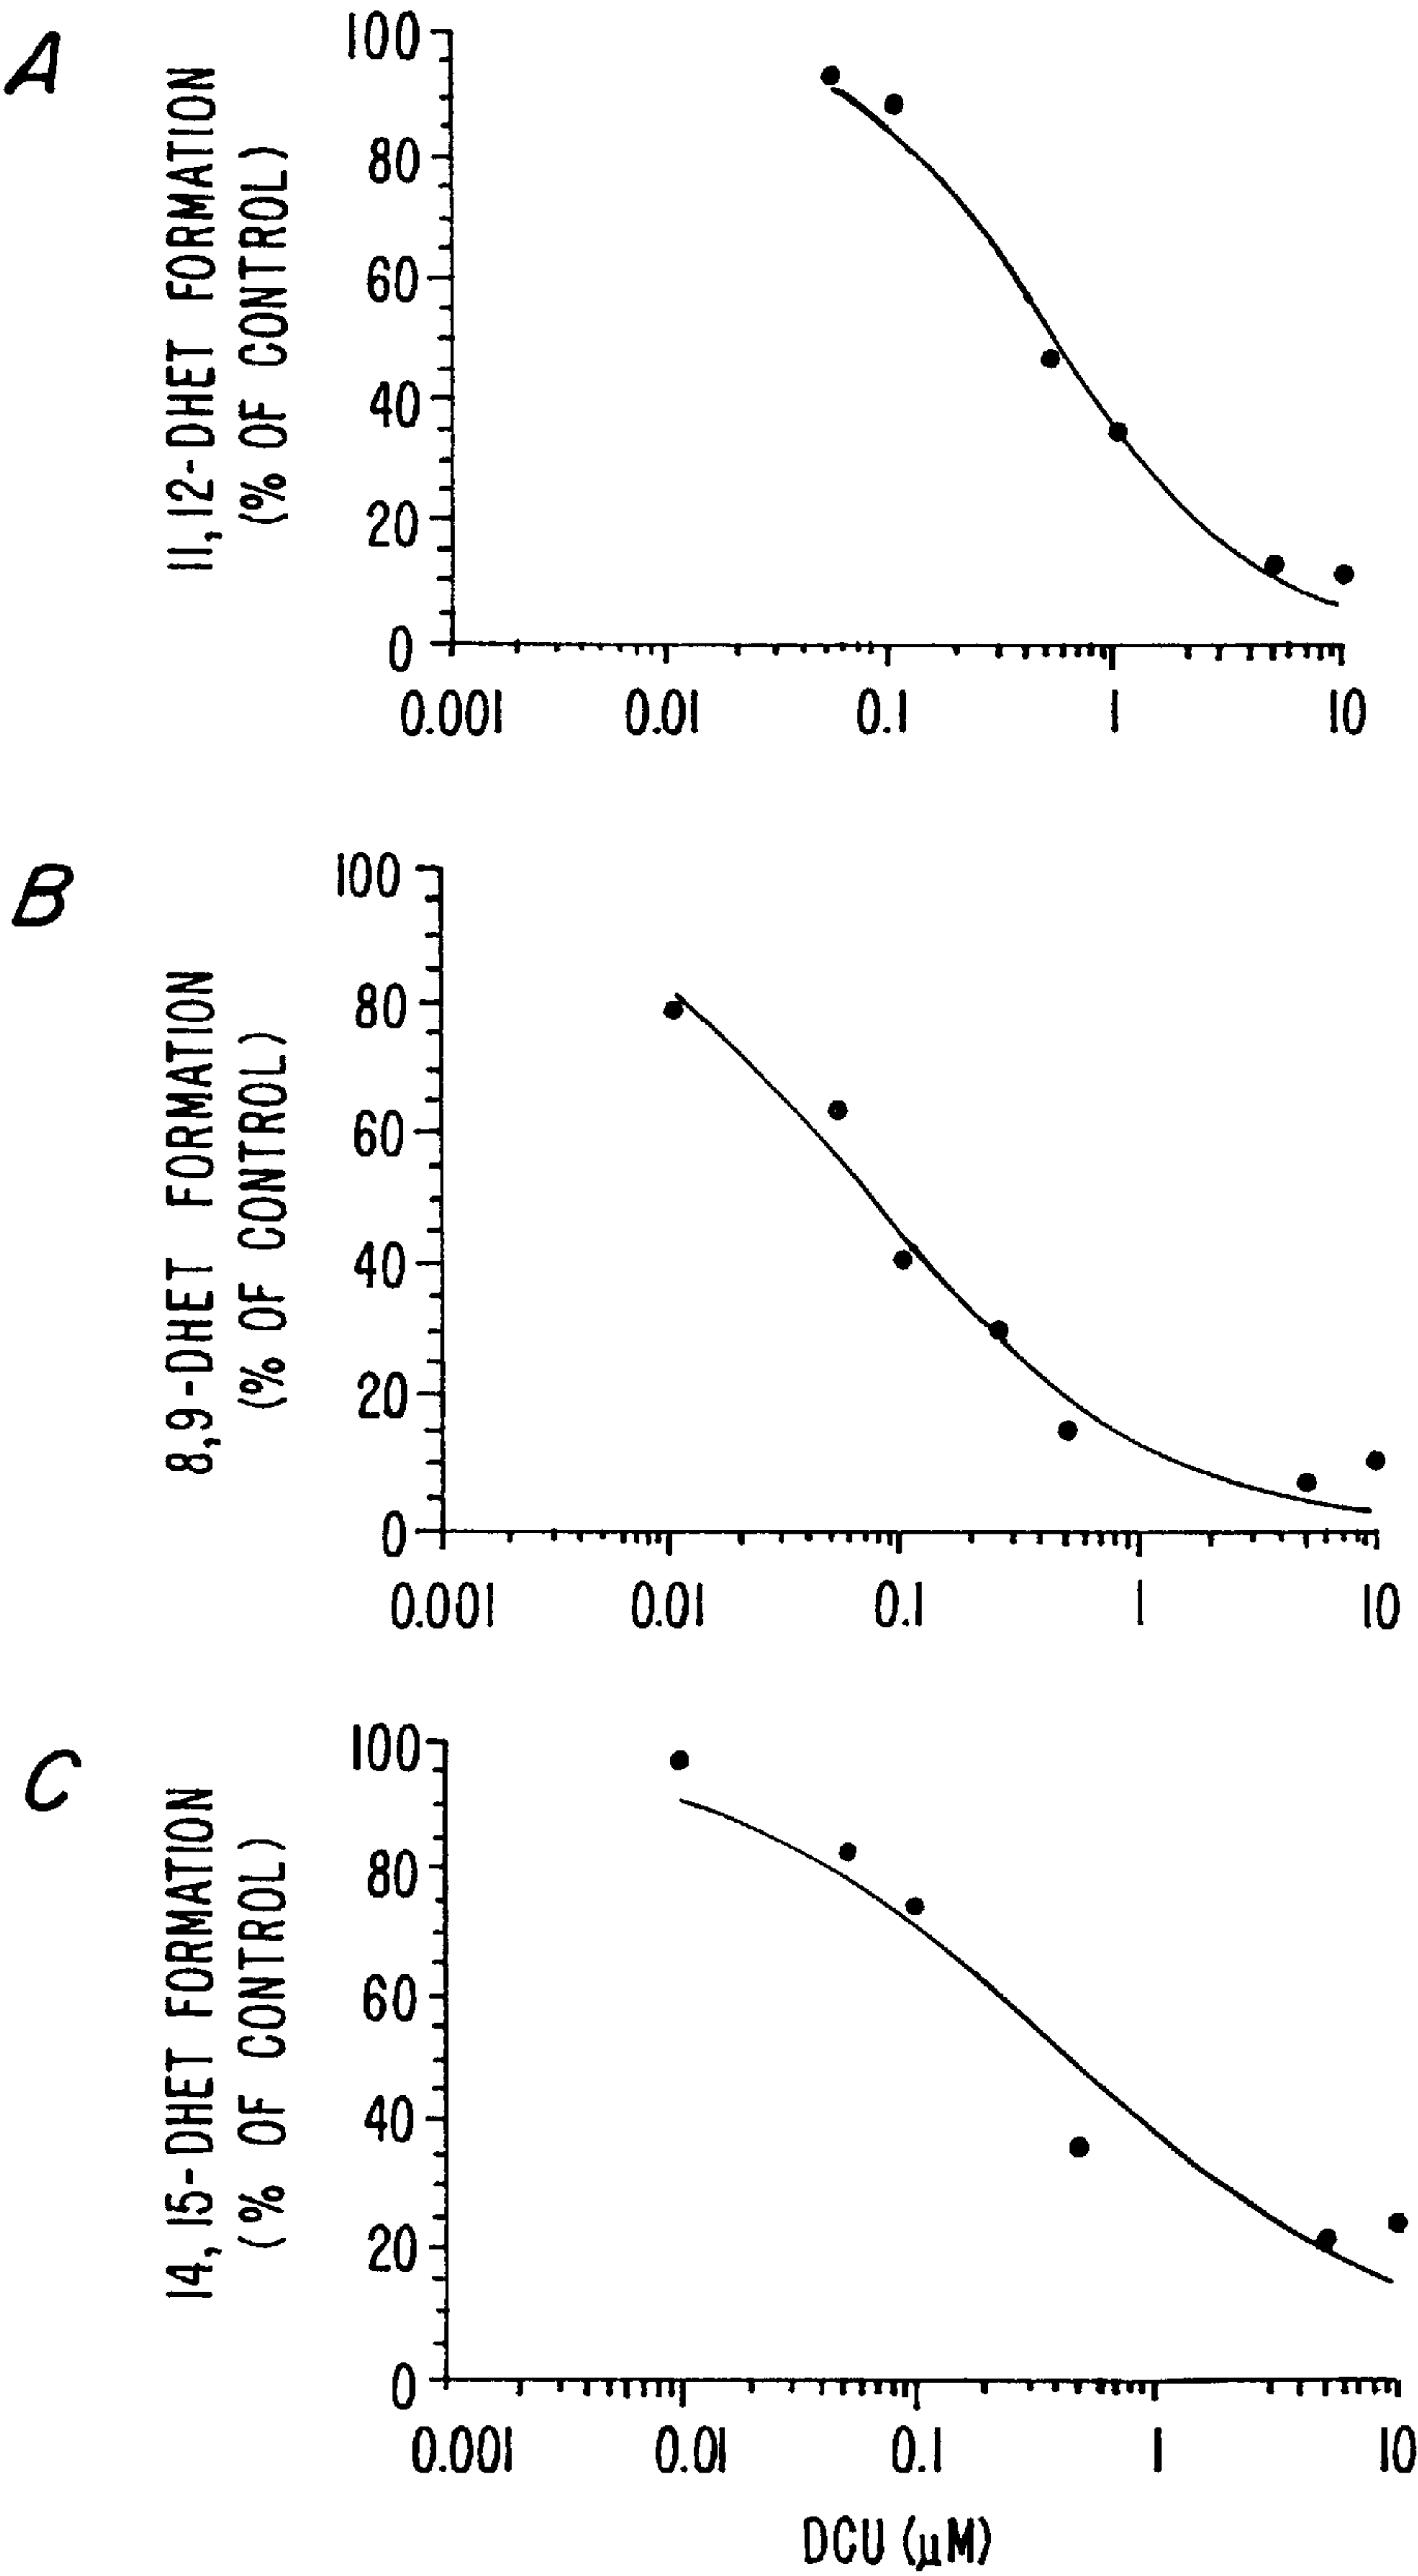 A
11,12-DHET FORMATION
(% OF CONTROL)
100
80
60
40
20
0
0.001 0.01 0.1 1 10
B
8,9-DHET FORMATION
(% OF CONTROL)
100
80
60
40
20
0
0.001 0.01 0.1 1 10
C
14,15-DHET FORMATION
(% OF CONTROL)
100
80
60
40
20
0
0.001 0.01 0.1 1 10
DCU (μM)